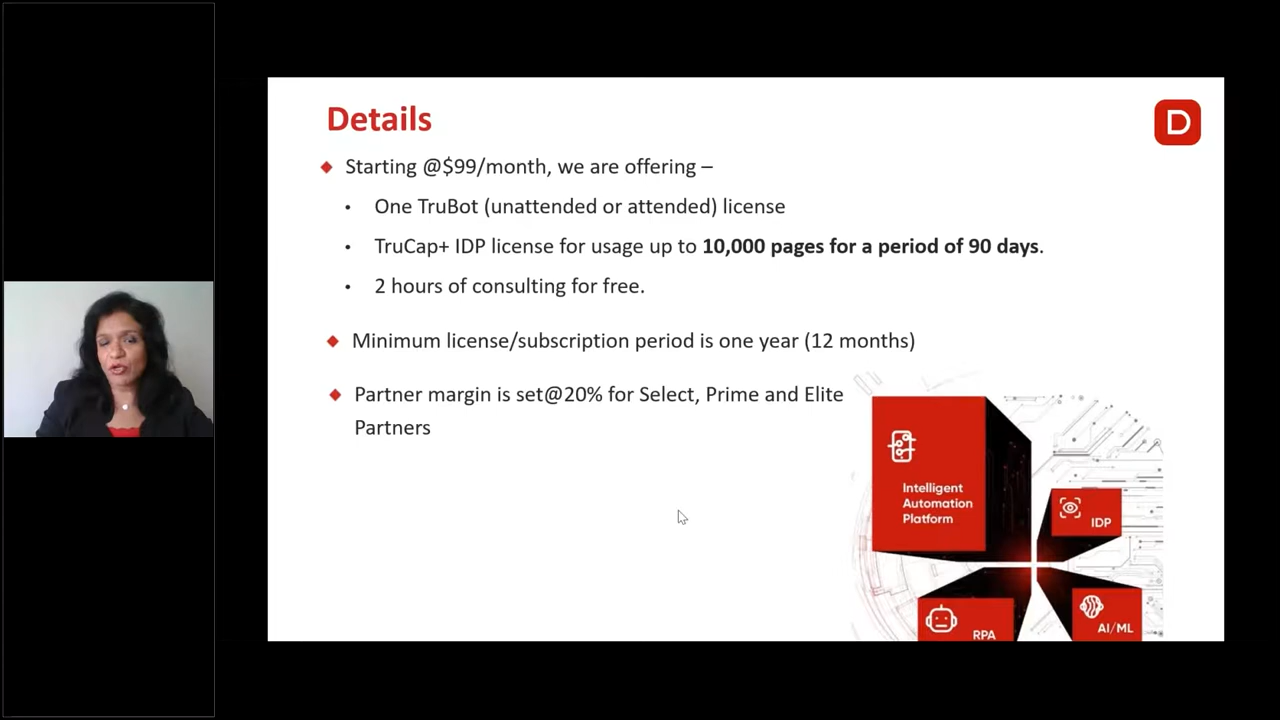 Details
D
Starting @$99/month, we are offering –
One TruBot (unattended or attended) license
TruCap+ IDP license for usage up to 10,000 pages for a period of 90 days.
2 hours of consulting for free.
Minimum license/subscription period is one year (12 months)
Partner margin is set@20% for Select, Prime and Elite
Partners
Intelligent
Automation
Platform
IDP
RPA
AI/ML